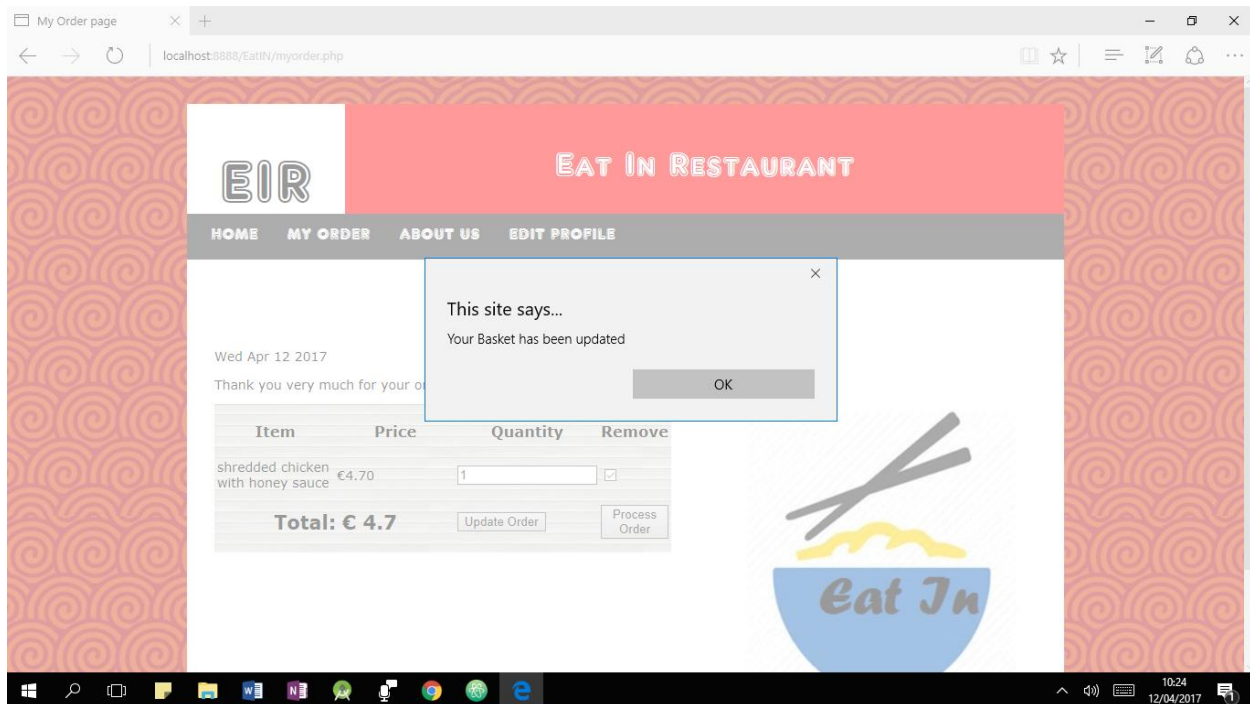 My Order page
localhost:8888/EatIN/myorder.php
EIR
EAT IN RESTAURANT
HOME MY ORDER ABOUT US EDIT PROFILE
This site says...
Your Basket has been updated
OK
Wed Apr 12 2017
Thank you very much for your
Item Price Quantity Remove
shredded chicken
with honey sauce
€4.70
1
Total: € 4.7
Update Order
Process
Order
Eat In
10:24
12/04/2017
1